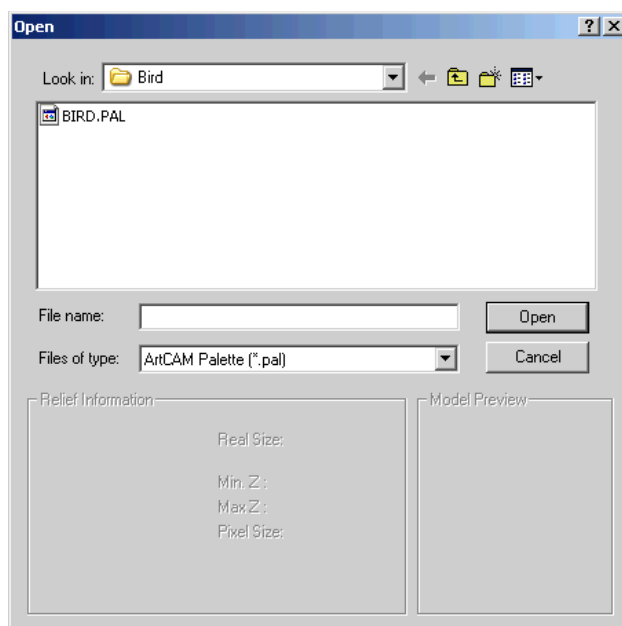 Open
Look in: Bird
BIRD.PAL
File name: Open
Files of type: ArtCAM Palette (*.pal) Cancel
Relief Information Model Preview
Real Size:
Min. Z :
Max.Z :
Pixel Size: